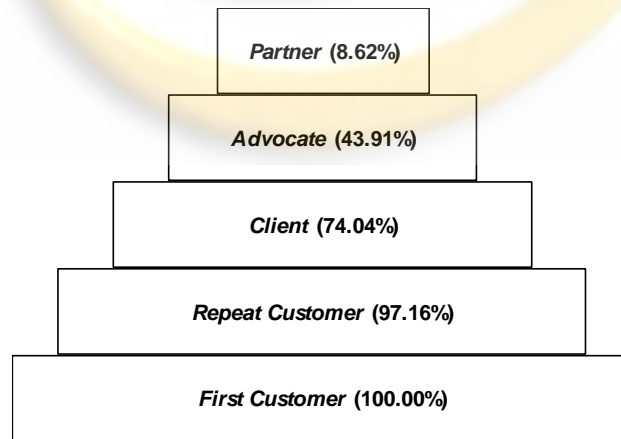 Partner (8.62%)
Advocate (43.91%)
Client (74.04%)
Repeat Customer (97.16%)
First Customer (100.00%)